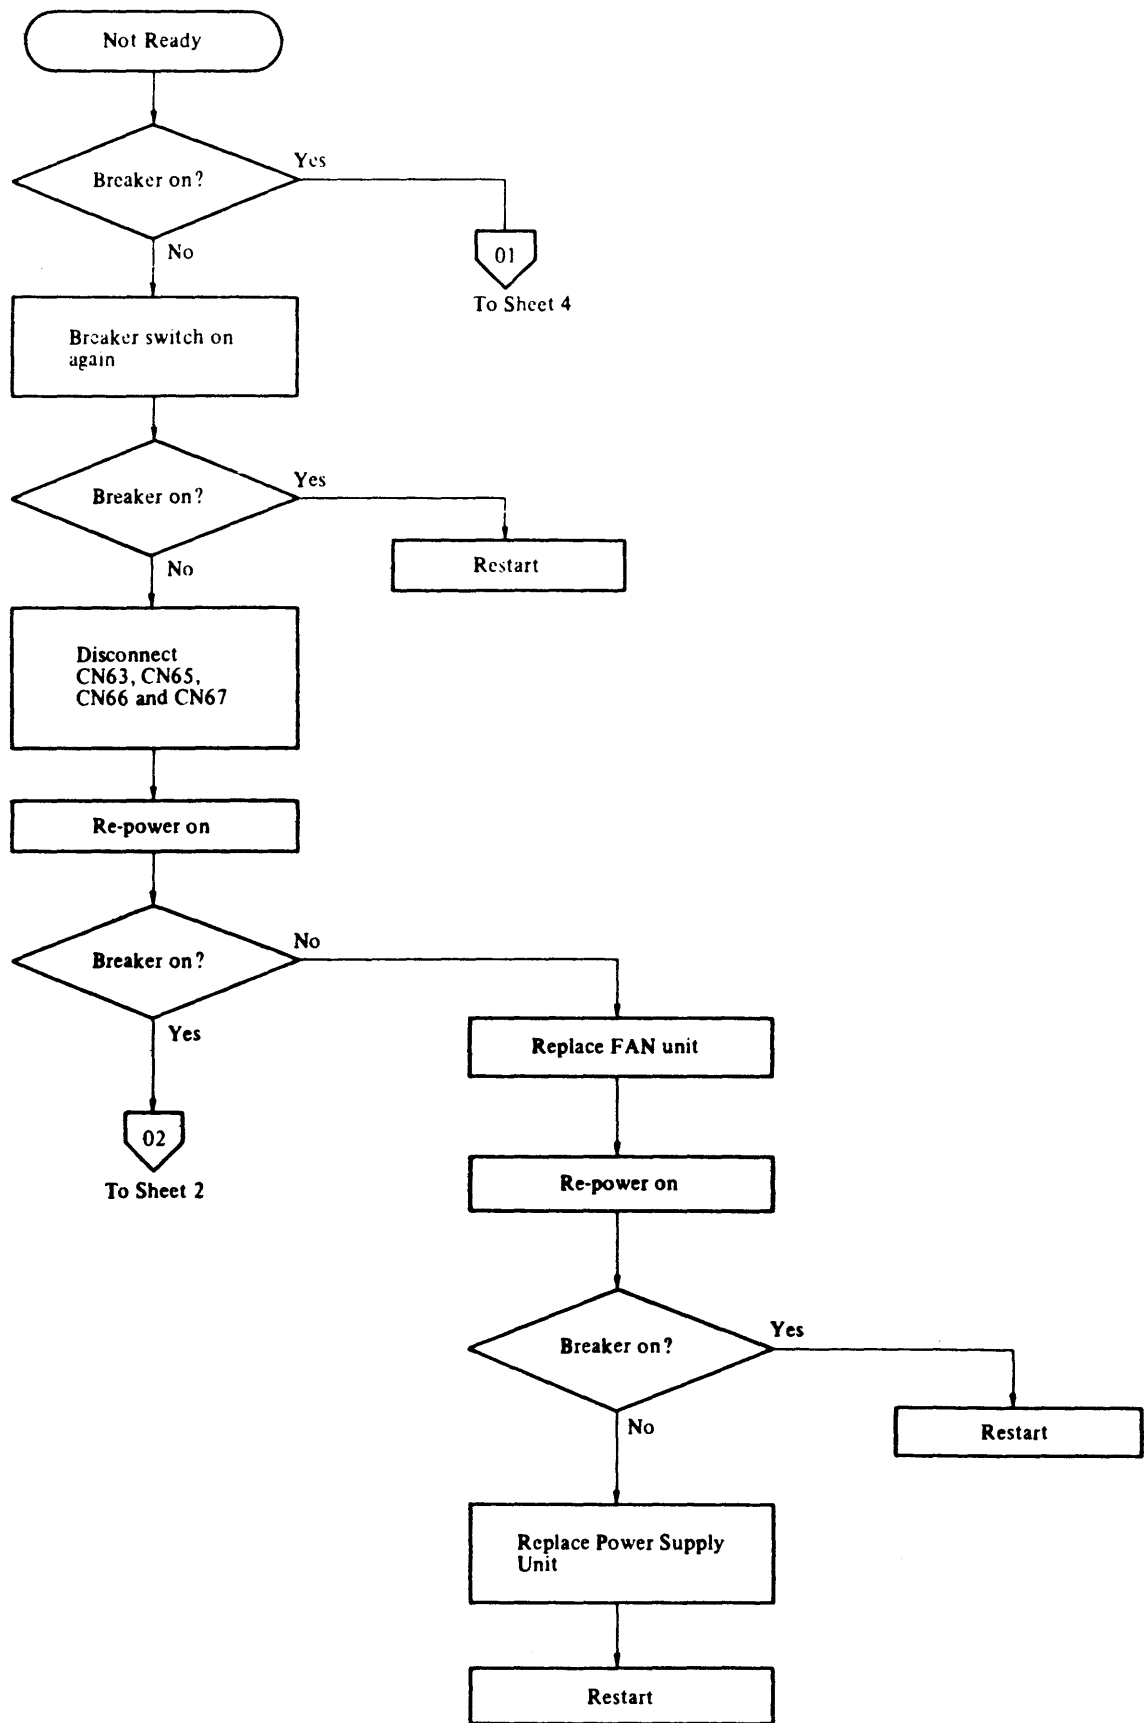 Not Ready
Breaker on?
Yes
No
01
To Sheet 4
Breaker switch on
again
Breaker on?
Yes
No
Restart
Disconnect
CN63, CN65,
CN66 and CN67
Re-power on
Breaker on?
No
Yes
02
To Sheet 2
Replace FAN unit
Re-power on
Breaker on?
Yes
No
Restart
Replace Power Supply
Unit
Restart